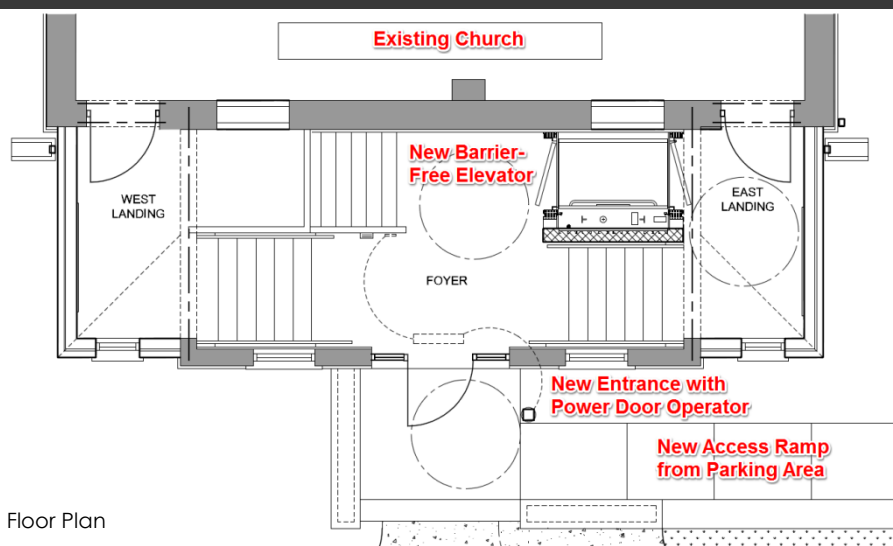 Existing Church
New Barrier-
Free Elevator
WEST
LANDING
EAST
LANDING
FOYER
New Entrance with
Power Door Operator
New Access Ramp
from Parking Area
Floor Plan